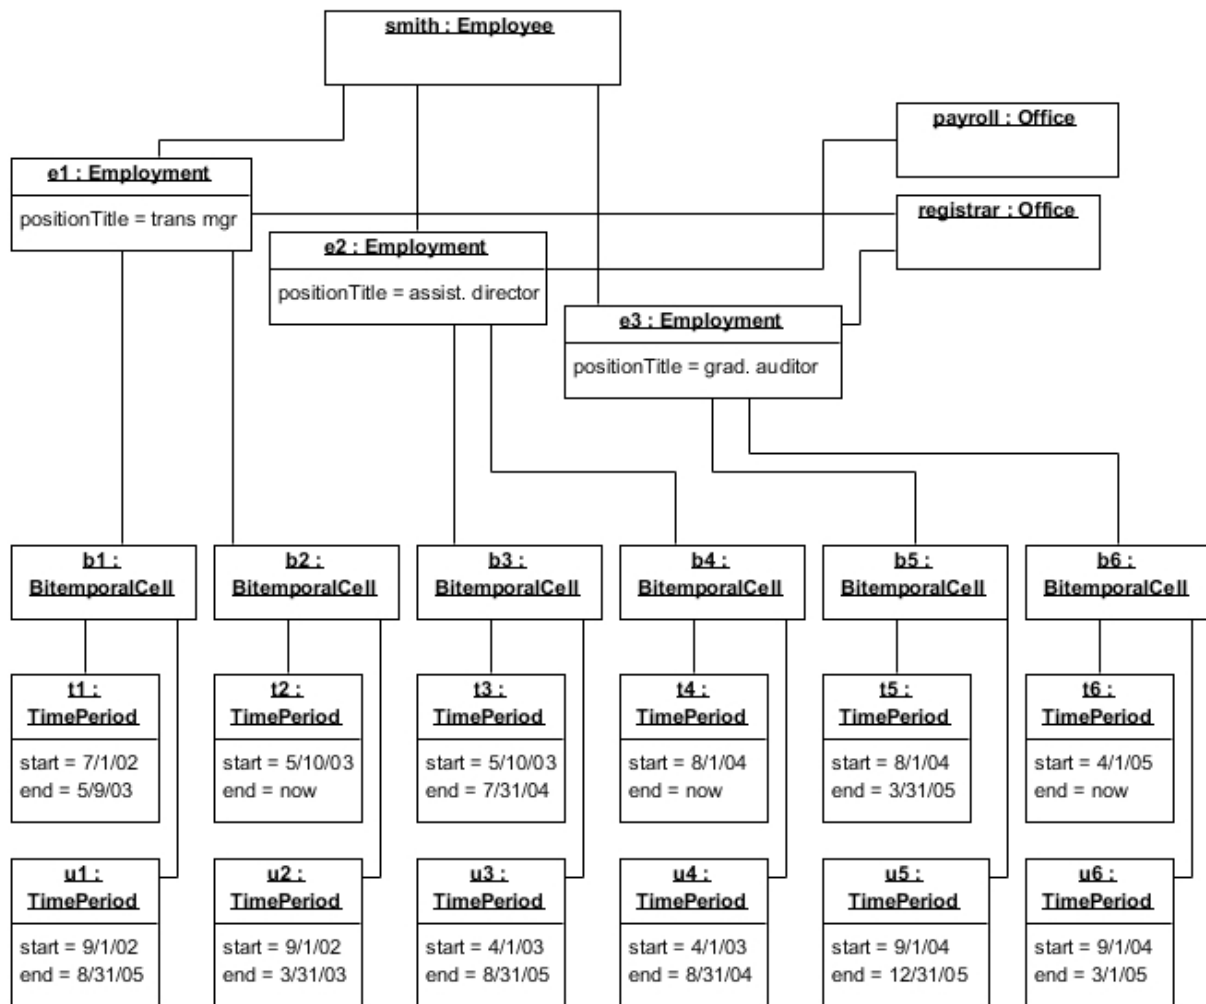 smith : Employee
payroll : Office
e1 : Employment
positionTitle = trans mgr
registrar : Office
e2 : Employment
positionTitle = assist. director
e3 : Employment
positionTitle = grad. auditor
b1 :
BitemporalCell
b2 :
BitemporalCell
b3 :
BitemporalCell
b4 :
BitemporalCell
b5 :
BitemporalCell
b6 :
BitemporalCell
t1 :
TimePeriod
start = 7/1/02
end = 5/9/03
t2 :
TimePeriod
start = 5/10/03
end = now
t3 :
TimePeriod
start = 5/10/03
end = 7/31/04
t4 :
TimePeriod
start = 8/1/04
end = now
t5 :
TimePeriod
start = 8/1/04
end = 3/31/05
t6 :
TimePeriod
start = 4/1/05
end = now
u1 :
TimePeriod
start = 9/1/02
end = 8/31/05
u2 :
TimePeriod
start = 9/1/02
end = 3/31/03
u3 :
TimePeriod
start = 4/1/03
end = 8/31/05
u4 :
TimePeriod
start = 4/1/03
end = 8/31/04
u5 :
TimePeriod
start = 9/1/04
end = 12/31/05
u6 :
TimePeriod
start = 9/1/04
end = 3/1/05